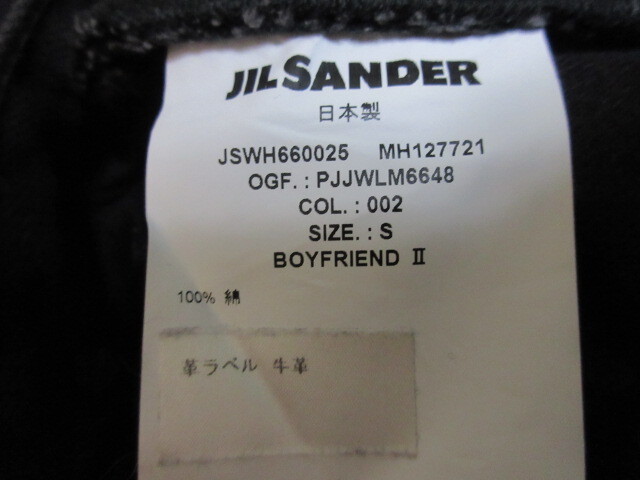 JIL SANDER
日本製
JSWH660025 MH127721
OGF. : PJJWLM6648
COL. : 002
SIZE. : S
BOYFRIEND II
100% 綿
革ラベル 牛革